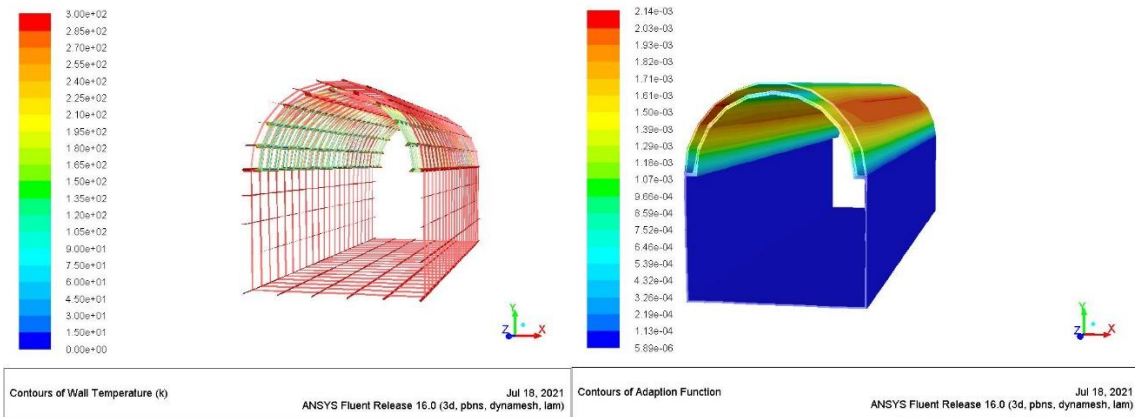 3.00e+02
2.85e+02
2.70e+02
2.55e+02
2.40e+02
2.25e+02
2.10e+02
1.95e+02
1.80e+02
1.65e+02
1.50e+02
1.35e+02
1.20e+02
1.05e+02
9.00e+01
7.50e+01
6.00e+01
4.50e+01
3.00e+01
1.50e+01
0.00e+00
Y
Z
X
Contours of Wall Temperature (k)
Jul 18, 2021
ANSYS Fluent Release 16.0 (3d, pbns, dynamesh, lam)
2.14e-03
2.03e-03
1.93e-03
1.82e-03
1.71e-03
1.61e-03
1.50e-03
1.39e-03
1.29e-03
1.18e-03
1.07e-03
9.66e-04
8.59e-04
7.52e-04
6.46e-04
5.39e-04
4.32e-04
3.26e-04
2.19e-04
1.13e-04
5.89e-06
Y
Z
X
Contours of Adaption Function
Jul 18, 2021
ANSYS Fluent Release 16.0 (3d, pbns, dynamesh, lam)